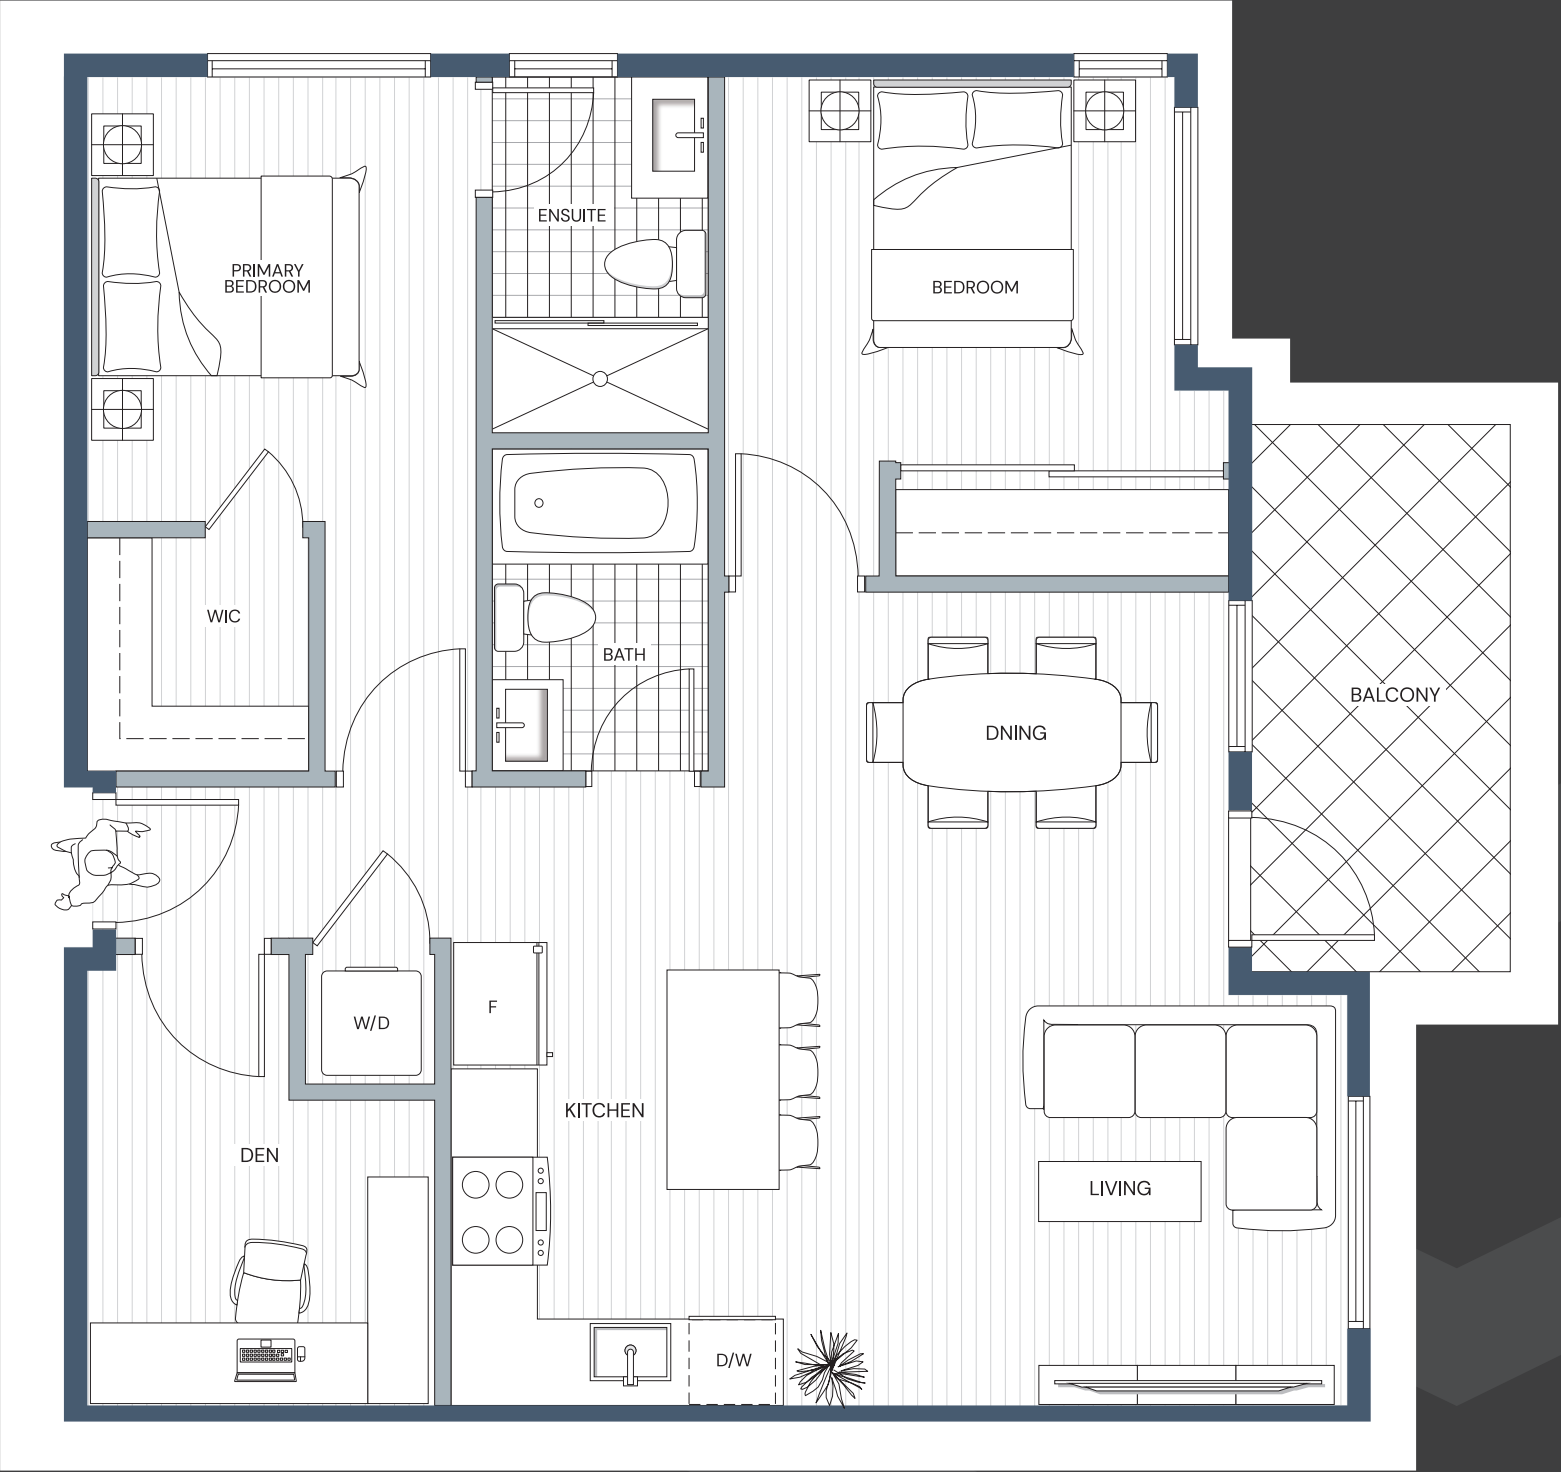 ENSUITE
PRIMARY
BEDROOM
BEDROOM
WIC
BATH
BALCONY
DNING
W/D
F
KITCHEN
DEN
LIVING
D/W